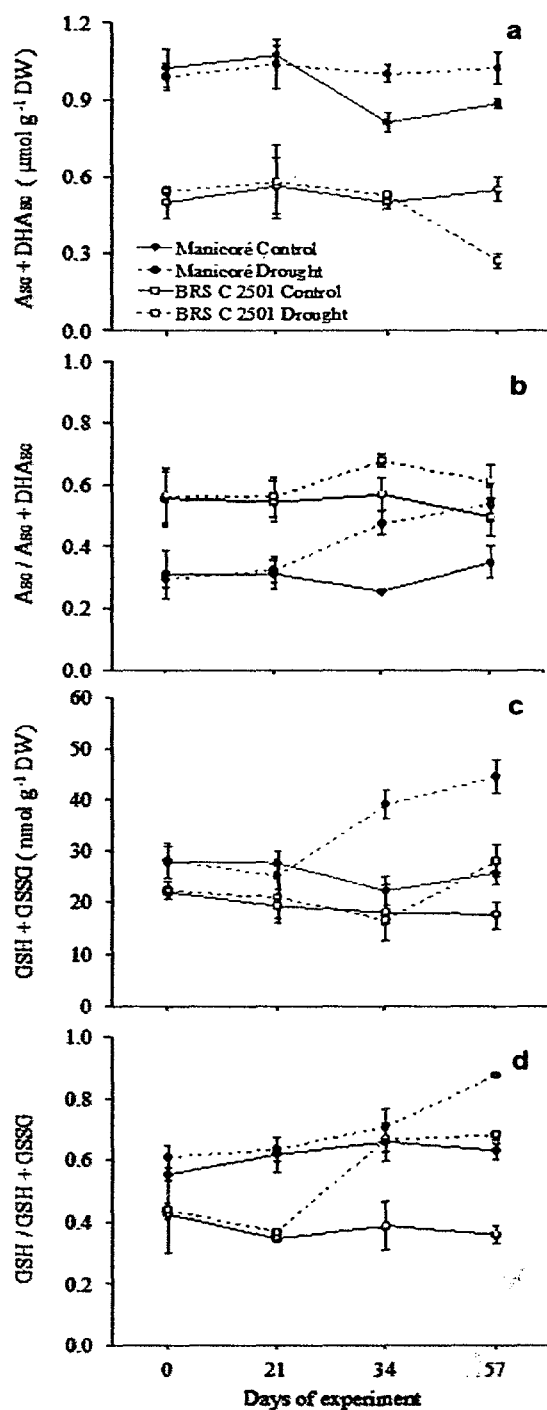 a
1.2
0.9
0.6
0.3
0.0
Asc + DHAsc ( μmol g⁻¹ DW)
Manicoré Control
Manicoré Drought
BRS C 2501 Control
BRS C 2501 Drought
b
1.0
0.8
0.6
0.4
0.2
0.0
Asc / Asc + DHAsc
c
60
50
40
30
20
10
0
GSH + GSSG ( nmol g⁻¹ DW)
d
1.0
0.8
0.6
0.4
0.2
0.0
GSH / GSH + GSSG
0 21 34 57
Days of experiment